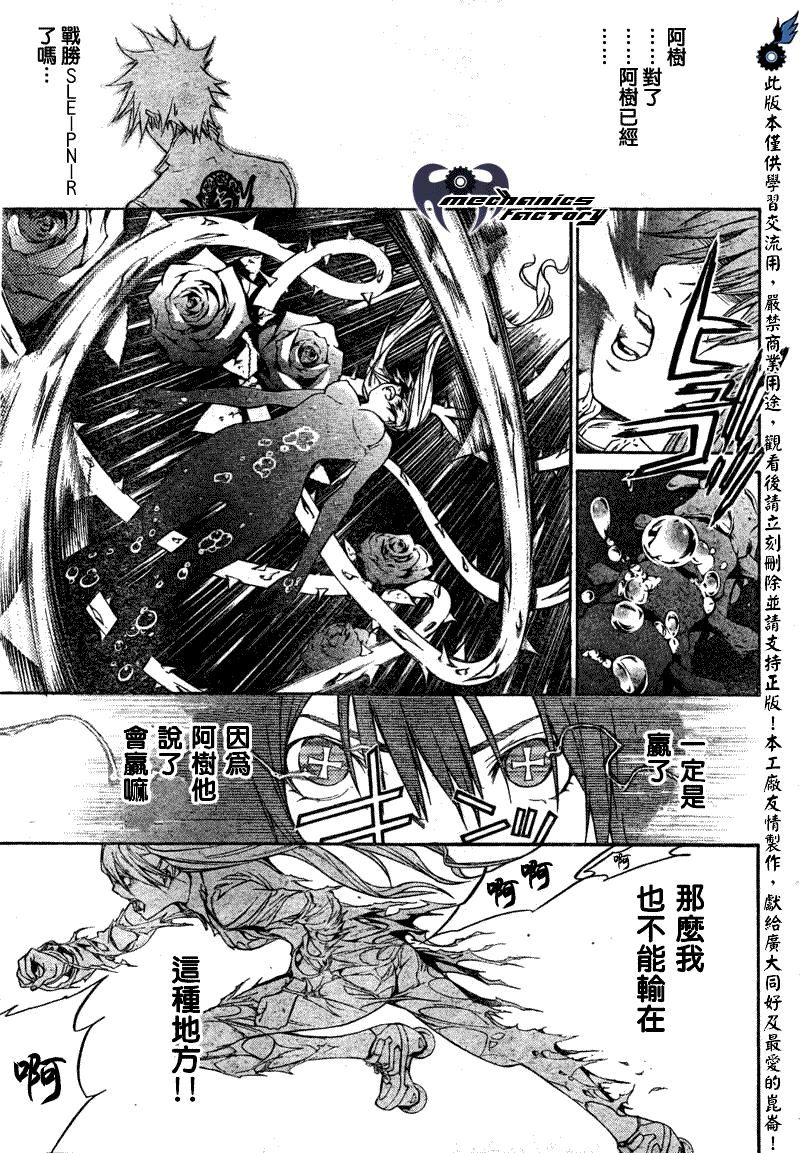 阿樹
……對了
……阿樹已經
……
戰勝SLEIPNIR
了嗎…
mechanics
factory
一定是
贏了
因為
阿樹他
說了
會贏嘛
那麼我
也不能輸在
這種地方!!
啊
啊
啊
啊
此版本僅供學習交流用，嚴禁商業用途，觀看後請立刻刪除並請支持正版！本工廠友情製作，獻給廣大同好及最愛的崑崙！